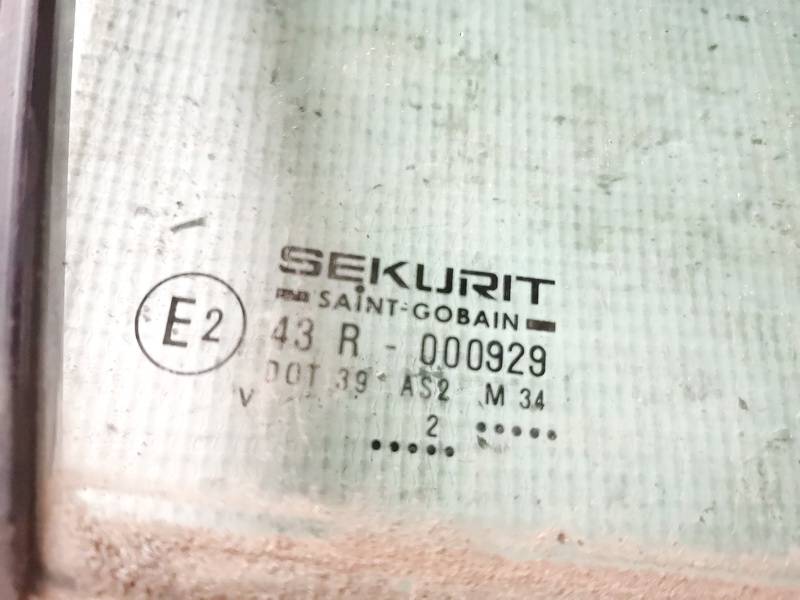 SEKURIT
SAINT-GOBAIN
E2
43 R - 000929
DOT 39 AS2 M 34
V
2 •••••
•••••